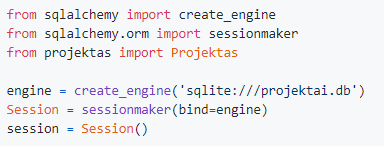 from sqlalchemy import create_engine
from sqlalchemy.orm import sessionmaker
from projektas import Projektas

engine = create_engine('sqlite:///projektai.db')
Session = sessionmaker(bind=engine)
session = Session()